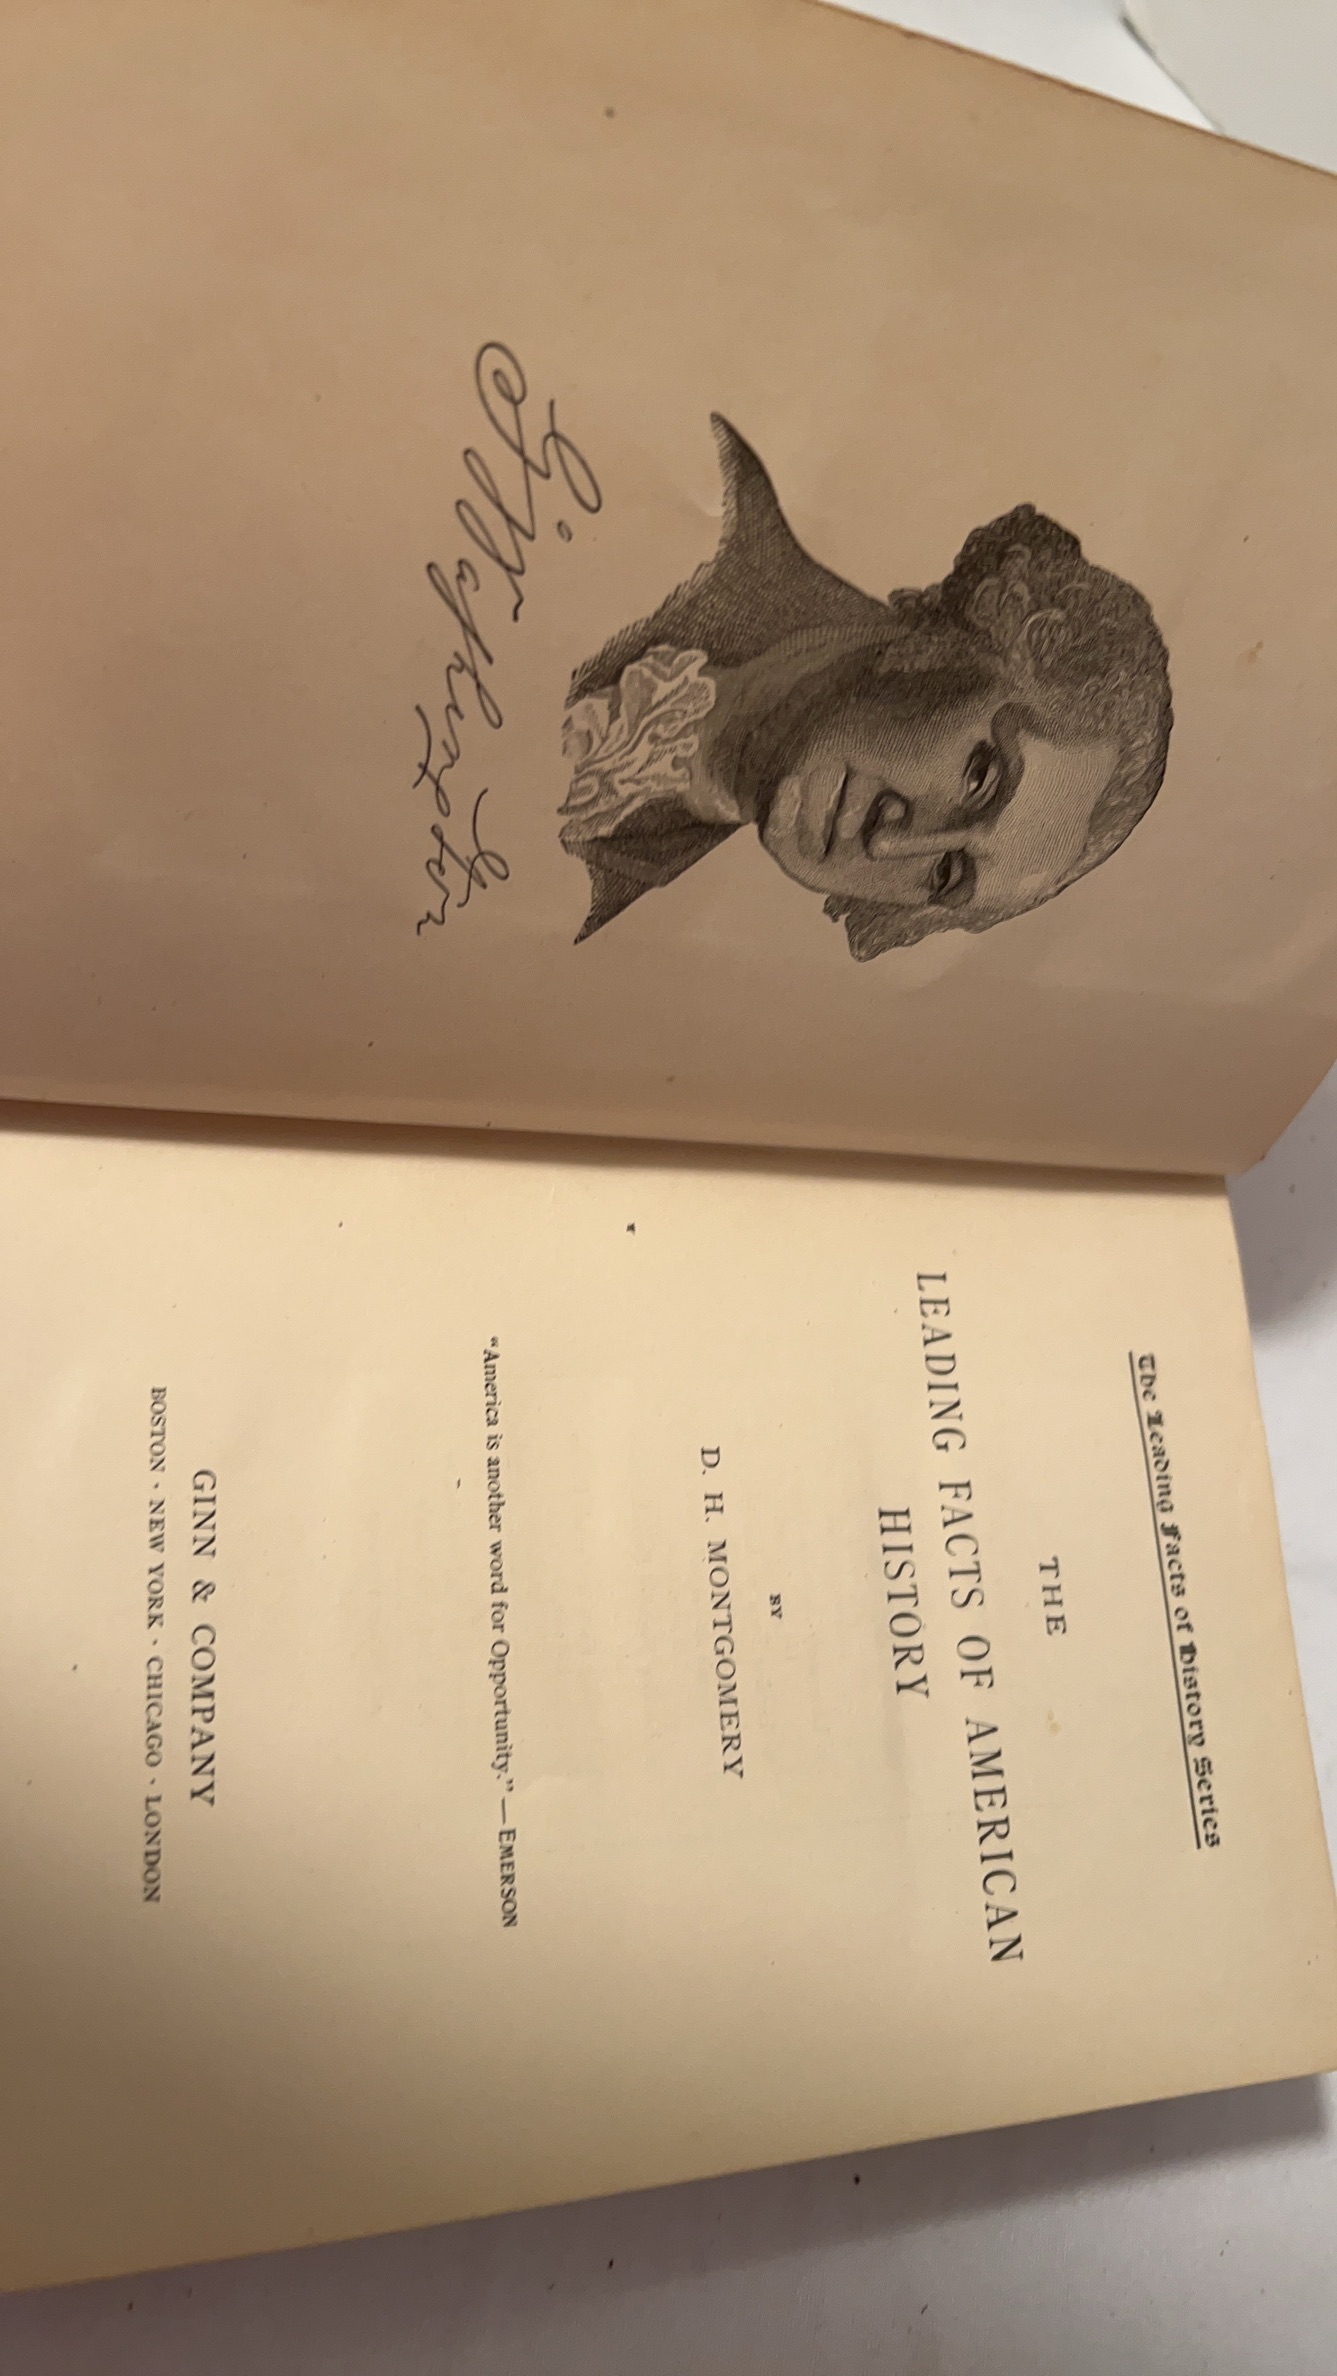 G. Washington
The Leading Facts of History Series
THE
LEADING FACTS OF AMERICAN
HISTORY
BY
D. H. MONTGOMERY
"America is another word for Opportunity." — EMERSON
GINN & COMPANY
BOSTON · NEW YORK · CHICAGO · LONDON